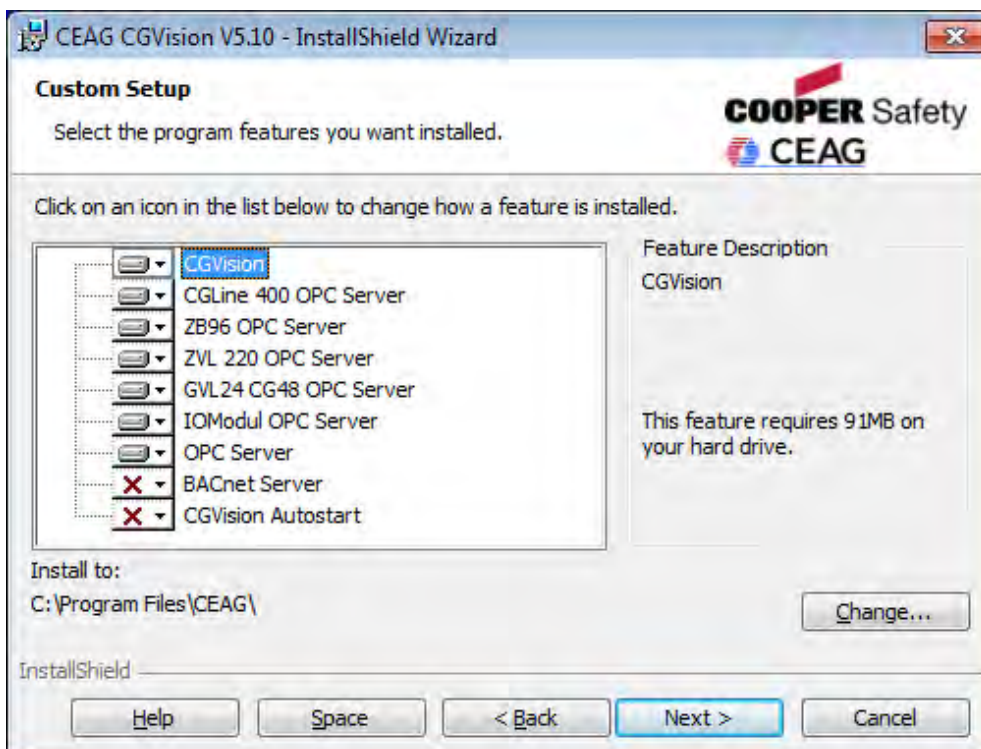 CEAG CGVision V5.10 - InstallShield Wizard
Custom Setup
Select the program features you want installed.
COOPER Safety
CEAG
Click on an icon in the list below to change how a feature is installed.
CGVision
CGLine 400 OPC Server
ZB96 OPC Server
ZVL 220 OPC Server
GVL24 CG48 OPC Server
IOModul OPC Server
OPC Server
BACnet Server
CGVision Autostart
Feature Description
CGVision
This feature requires 91MB on
your hard drive.
Install to:
C:\Program Files\CEAG\
Change...
InstallShield
Help
Space
< Back
Next >
Cancel